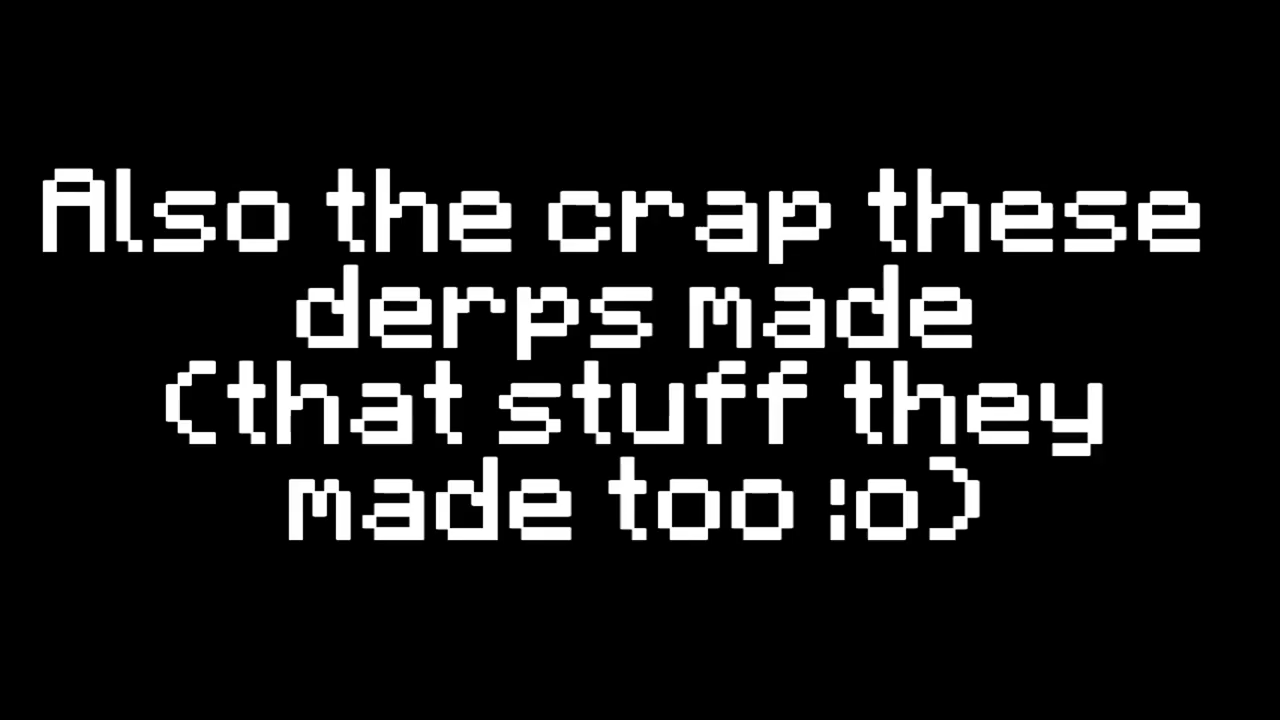 Also the crap these
derps made
(that stuff they
made too :o)